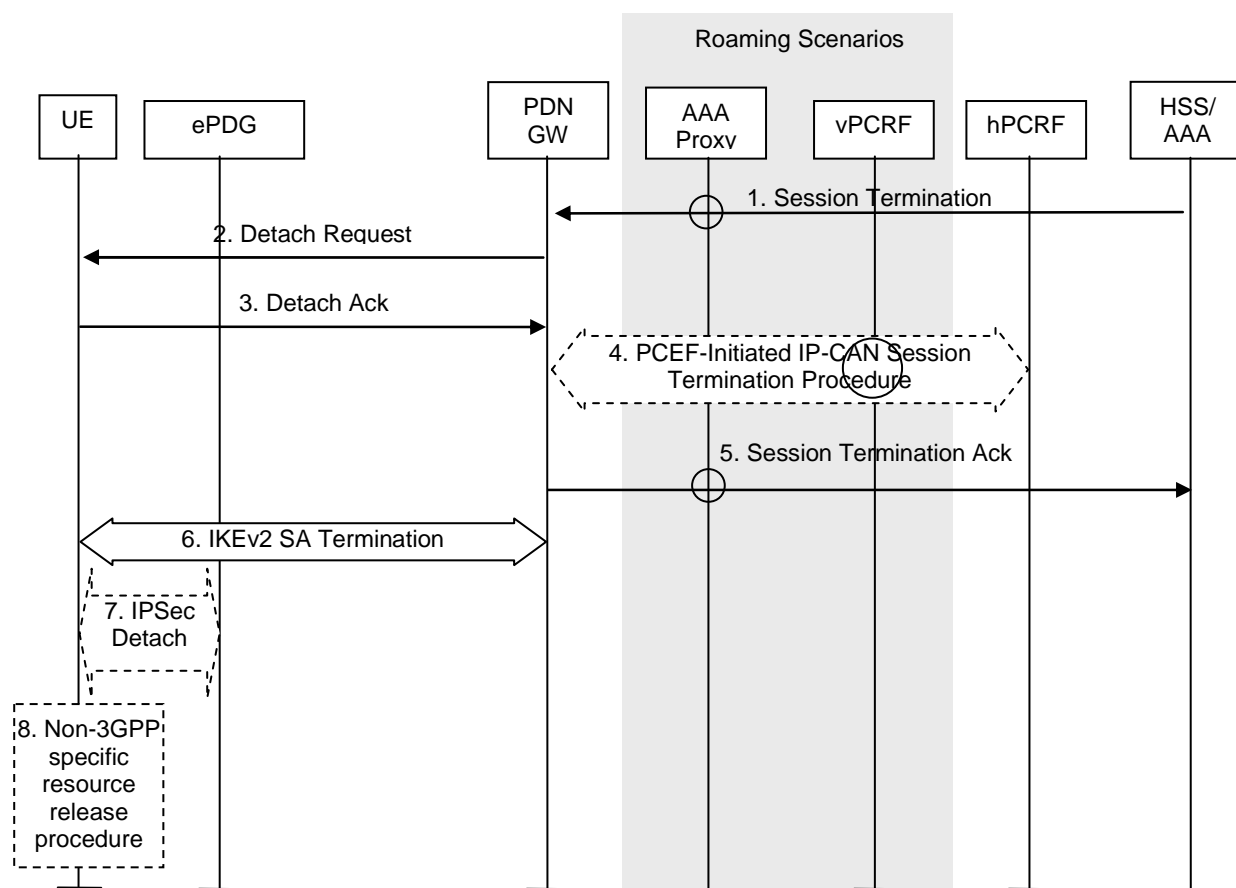 Roaming Scenarios
UE
ePDG
PDN
GW
AAA
Proxy
vPCRF
hPCRF
HSS/
AAA
1. Session Termination
2. Detach Request
3. Detach Ack
4. PCEF-Initiated IP-CAN Session
Termination Procedure
5. Session Termination Ack
6. IKEv2 SA Termination
7. IPSec
Detach
8. Non-3GPP
specific
resource
release
procedure